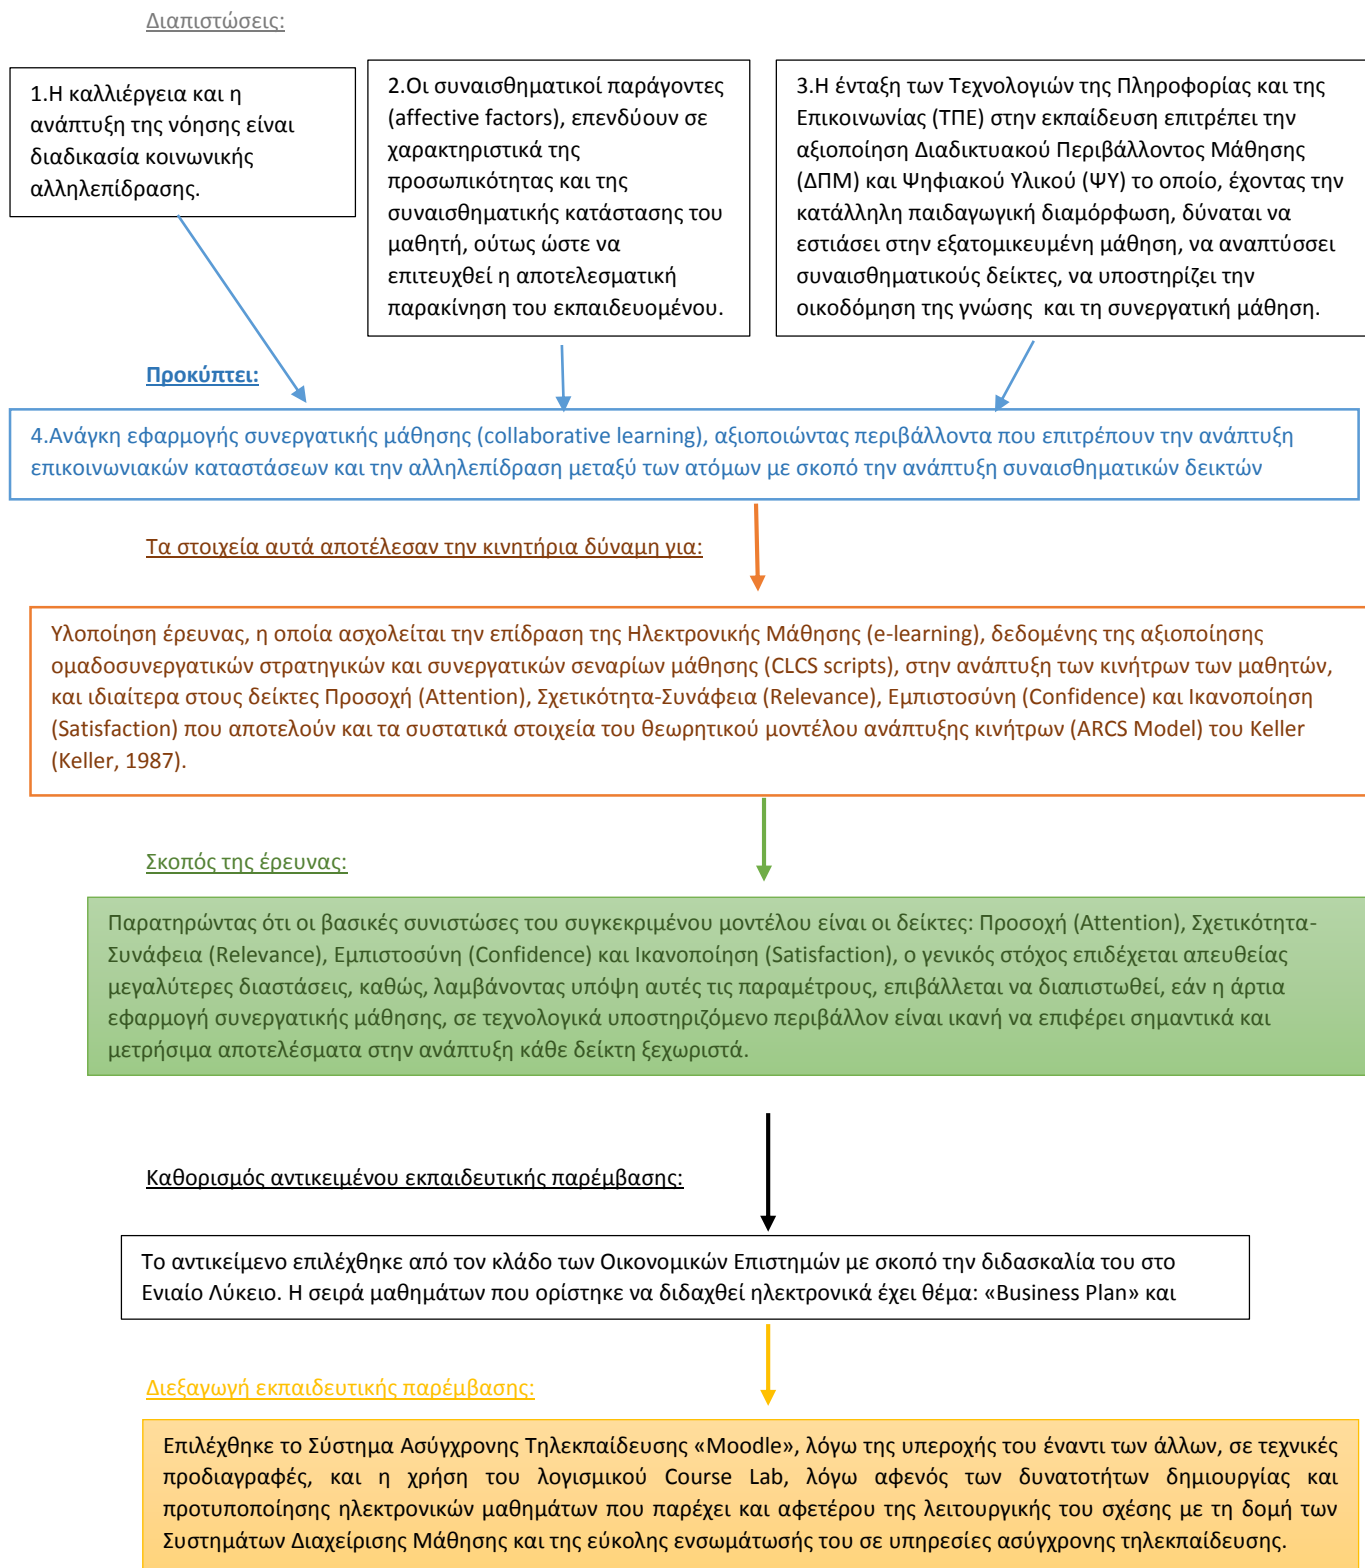 Διαπιστώσεις:
1.Η καλλιέργεια και η
ανάπτυξη της νόησης είναι
διαδικασία κοινωνικής
αλληλεπίδρασης.
2.Οι συναισθηματικοί παράγοντες
(affective factors), επενδύουν σε
χαρακτηριστικά της
προσωπικότητας και της
συναισθηματικής κατάστασης του
μαθητή, ούτως ώστε να
επιτευχθεί η αποτελεσματική
παρακίνηση του εκπαιδευομένου.
3.Η ένταξη των Τεχνολογιών της Πληροφορίας και της
Επικοινωνίας (ΤΠΕ) στην εκπαίδευση επιτρέπει την
αξιοποίηση Διαδικτυακού Περιβάλλοντος Μάθησης
(ΔΠΜ) και Ψηφιακού Υλικού (ΨΥ) το οποίο, έχοντας την
κατάλληλη παιδαγωγική διαμόρφωση, δύναται να
εστιάσει στην εξατομικευμένη μάθηση, να αναπτύσσει
συναισθηματικούς δείκτες, να υποστηρίζει την
οικοδόμηση της γνώσης και τη συνεργατική μάθηση.
Προκύπτει:
4.Ανάγκη εφαρμογής συνεργατικής μάθησης (collaborative learning), αξιοποιώντας περιβάλλοντα που επιτρέπουν την ανάπτυξη
επικοινωνιακών καταστάσεων και την αλληλεπίδραση μεταξύ των ατόμων με σκοπό την ανάπτυξη συναισθηματικών δεικτών
Τα στοιχεία αυτά αποτέλεσαν την κινητήρια δύναμη για:
Υλοποίηση έρευνας, η οποία ασχολείται την επίδραση της Ηλεκτρονικής Μάθησης (e-learning), δεδομένης της αξιοποίησης
ομαδοσυνεργατικών στρατηγικών και συνεργατικών σεναρίων μάθησης (CLCS scripts), στην ανάπτυξη των κινήτρων των μαθητών,
και ιδιαίτερα στους δείκτες Προσοχή (Attention), Σχετικότητα-Συνάφεια (Relevance), Εμπιστοσύνη (Confidence) και Ικανοποίηση
(Satisfaction) που αποτελούν και τα συστατικά στοιχεία του θεωρητικού μοντέλου ανάπτυξης κινήτρων (ARCS Model) του Keller
(Keller, 1987).
Σκοπός της έρευνας:
Παρατηρώντας ότι οι βασικές συνιστώσες του συγκεκριμένου μοντέλου είναι οι δείκτες: Προσοχή (Attention), Σχετικότητα-
Συνάφεια (Relevance), Εμπιστοσύνη (Confidence) και Ικανοποίηση (Satisfaction), ο γενικός στόχος επιδέχεται απευθείας
μεγαλύτερες διαστάσεις, καθώς, λαμβάνοντας υπόψη αυτές τις παραμέτρους, επιβάλλεται να διαπιστωθεί, εάν η άρτια
εφαρμογή συνεργατικής μάθησης, σε τεχνολογικά υποστηριζόμενο περιβάλλον είναι ικανή να επιφέρει σημαντικά και
μετρήσιμα αποτελέσματα στην ανάπτυξη κάθε δείκτη ξεχωριστά.
Καθορισμός αντικειμένου εκπαιδευτικής παρέμβασης:
Το αντικείμενο επιλέχθηκε από τον κλάδο των Οικονομικών Επιστημών με σκοπό την διδασκαλία του στο
Ενιαίο Λύκειο. Η σειρά μαθημάτων που ορίστηκε να διδαχθεί ηλεκτρονικά έχει θέμα: «Business Plan» και
Διεξαγωγή εκπαιδευτικής παρέμβασης:
Επιλέχθηκε το Σύστημα Ασύγχρονης Τηλεκπαίδευσης «Moodle», λόγω της υπεροχής του έναντι των άλλων, σε τεχνικές
προδιαγραφές, και η χρήση του λογισμικού Course Lab, λόγω αφενός των δυνατοτήτων δημιουργίας και
προτυποποίησης ηλεκτρονικών μαθημάτων που παρέχει και αφετέρου της λειτουργικής του σχέσης με τη δομή των
Συστημάτων Διαχείρισης Μάθησης και της εύκολης ενσωμάτωσής του σε υπηρεσίες ασύγχρονης τηλεκπαίδευσης.